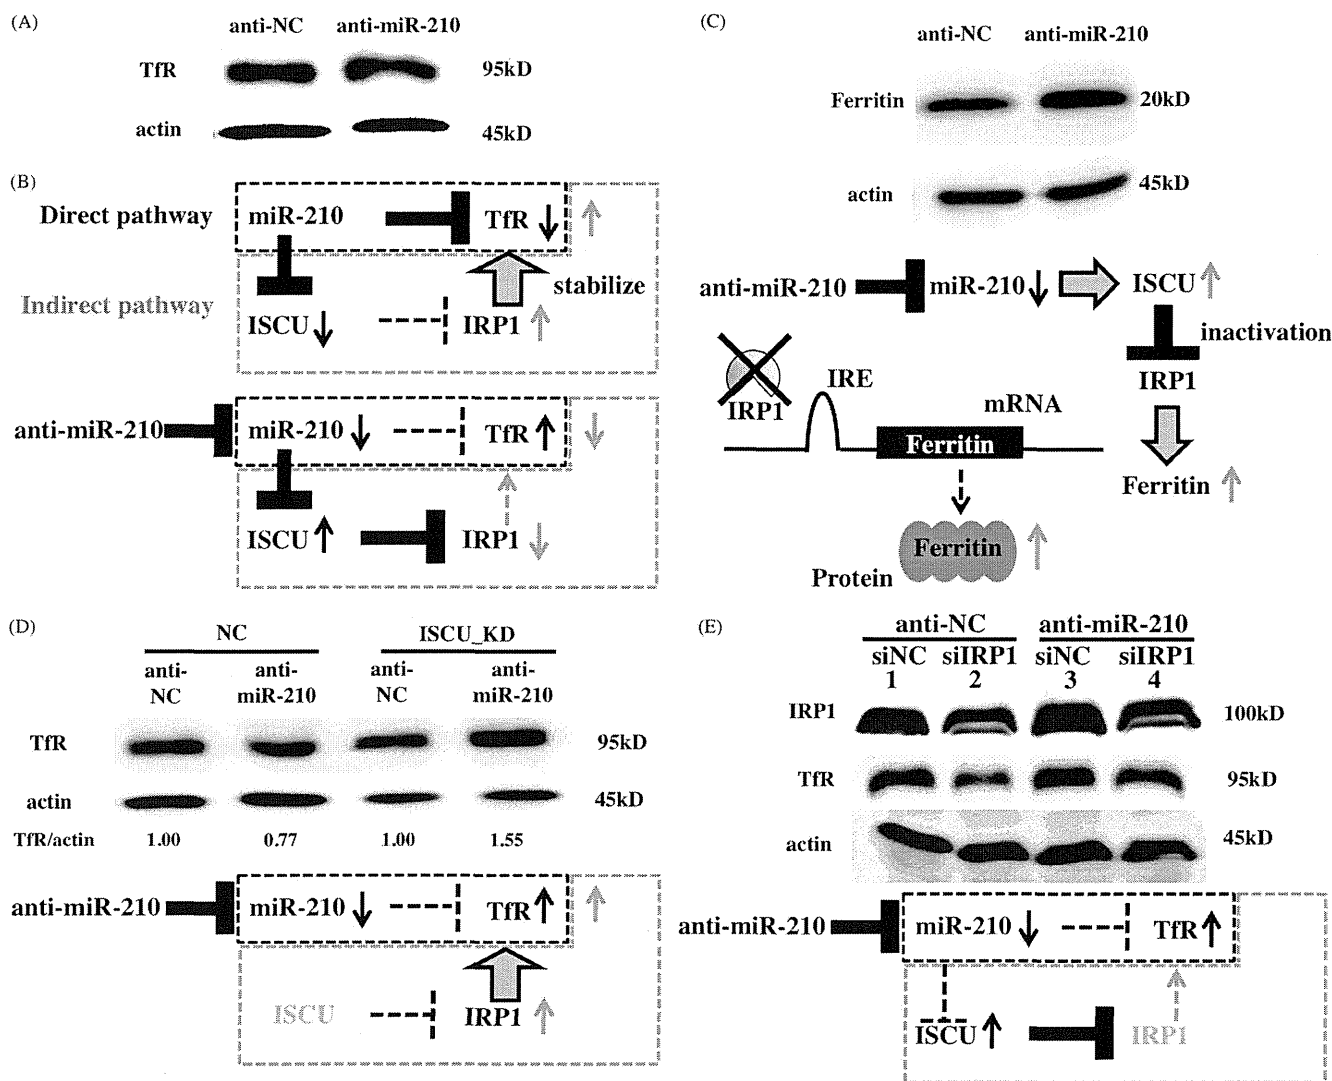 (A)
anti-NC anti-miR-210
TfR 95kD
actin 45kD
(B)
Direct pathway miR-210 TfR
stabilize
Indirect pathway
ISCU IRP1
anti-miR-210 miR-210 TfR
ISCU IRP1
(C)
anti-NC anti-miR-210
Ferritin 20kD
actin 45kD
anti-miR-210 miR-210 ISCU
inactivation
IRP1
IRP1 IRE mRNA
Ferritin
Ferritin
Ferritin
Protein
(D)
NC ISCU_KD
anti- anti- anti- anti-
NC miR-210 NC miR-210
TfR 95kD
actin 45kD
TfR/actin 1.00 0.77 1.00 1.55
anti-miR-210 miR-210 TfR
ISCU IRP1
(E)
anti-NC anti-miR-210
siNC siIRP1 siNC siIRP1
1 2 3 4
IRP1 100kD
TfR 95kD
actin 45kD
anti-miR-210 miR-210 TfR
ISCU IRP1